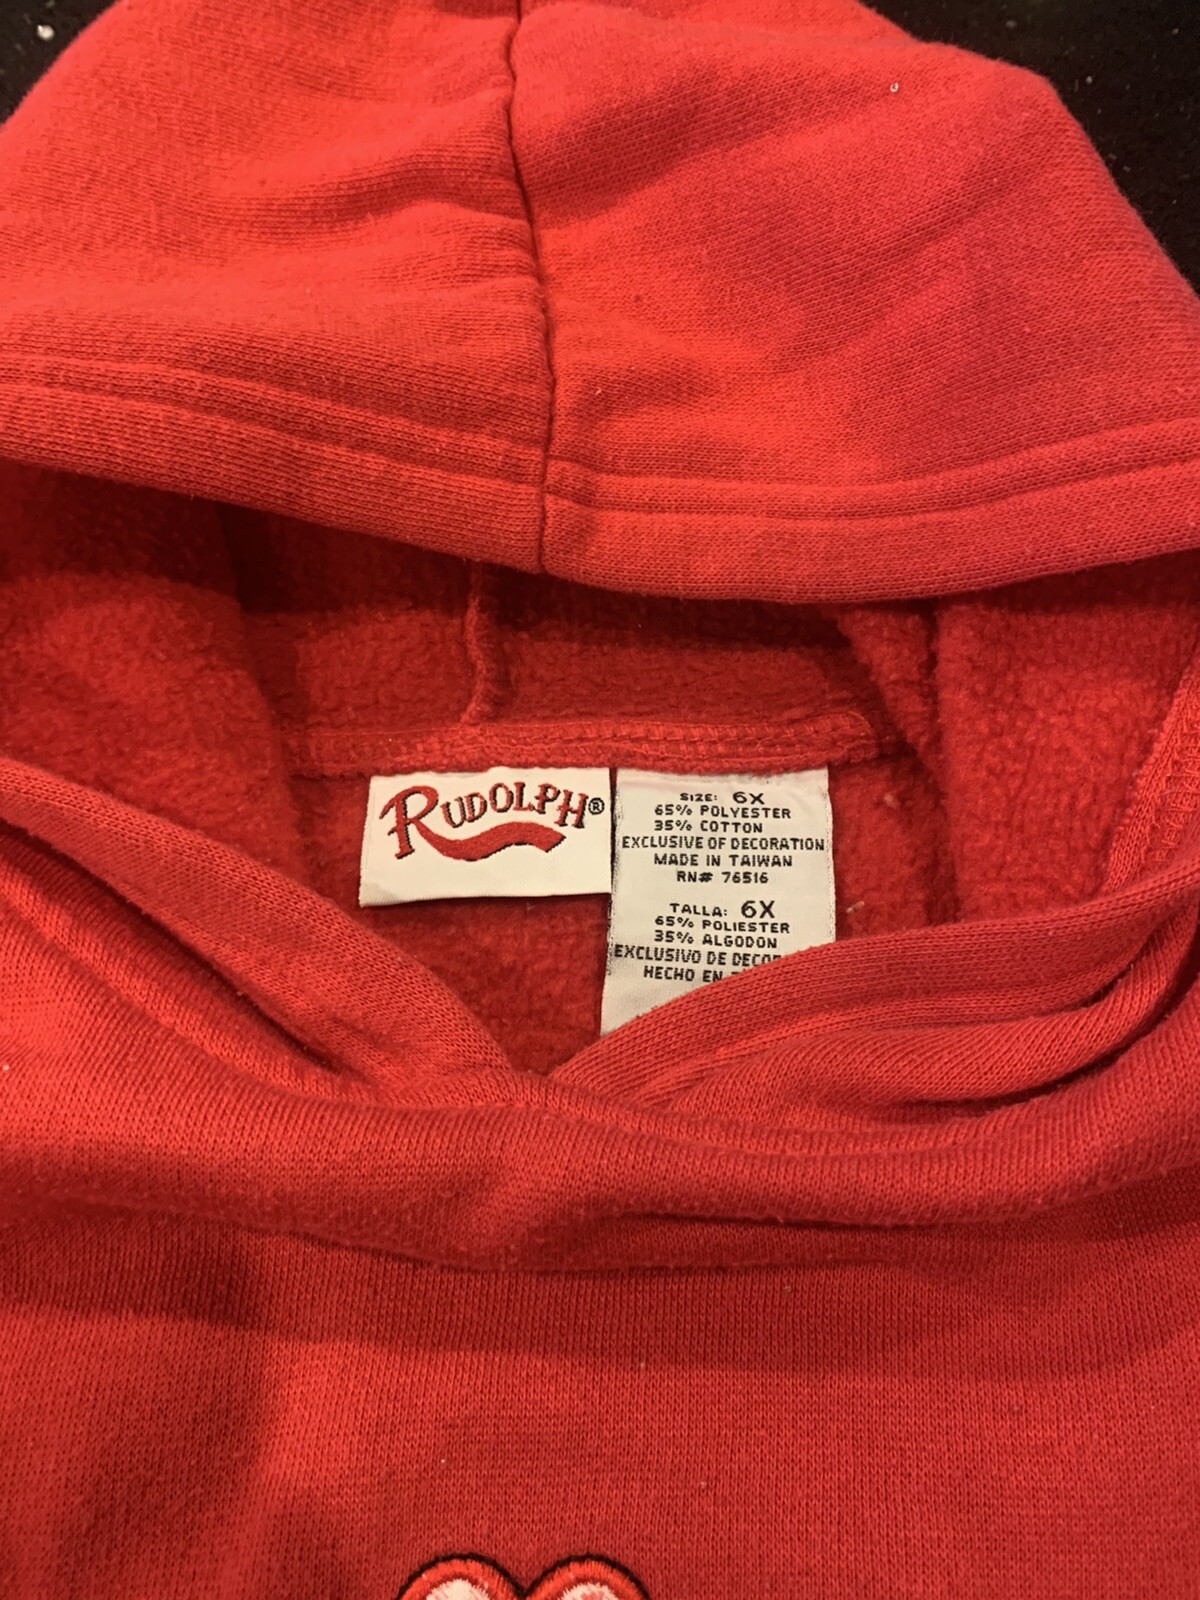 RUDOLPH®
SIZE: 6X
65% POLYESTER
35% COTTON
EXCLUSIVE OF DECORATION
MADE IN TAIWAN
RN# 76516
TALLA: 6X
65% POLIESTER
35% ALGODON
EXCLUSIVO DE
HECHO EN